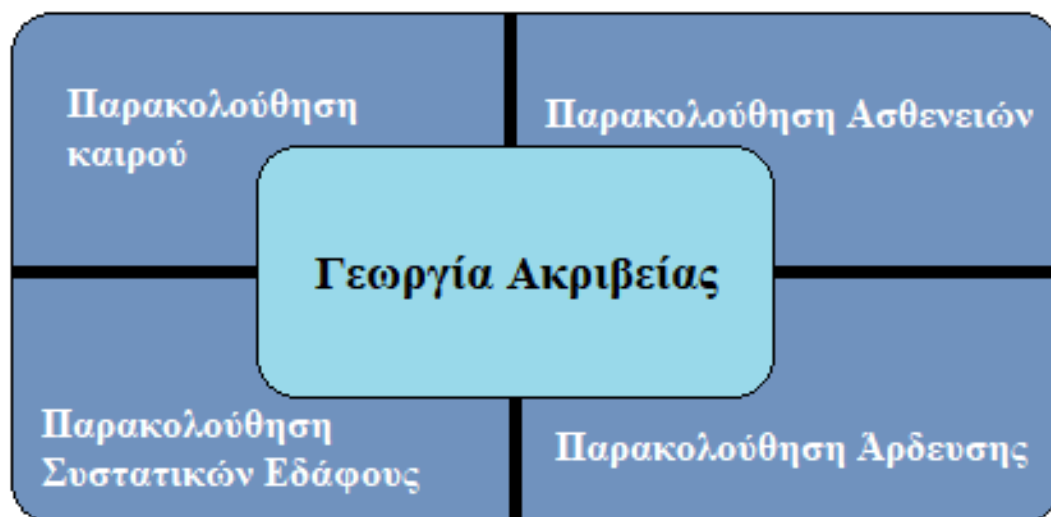 Παρακολούθηση
καιρού
Παρακολούθηση Ασθενειών
Γεωργία Ακριβείας
Παρακολούθηση
Συστατικών Εδάφους
Παρακολούθηση Άρδευσης